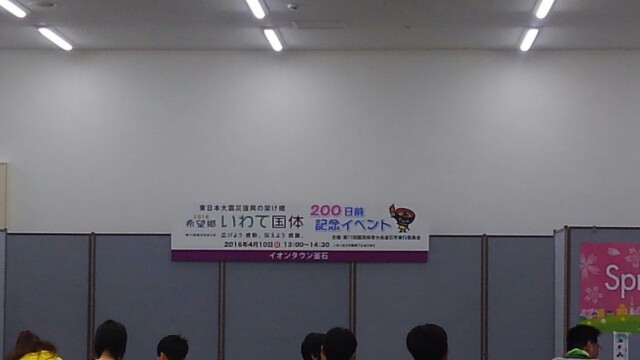 東日本大震災復興の架け橋
2016
希望郷 いわて国体
200日前
記念イベント
広げよう 感動。伝えよう 感謝。
2016年4月10日 日 13:00~14:30
イオンタウン釜石
Spr